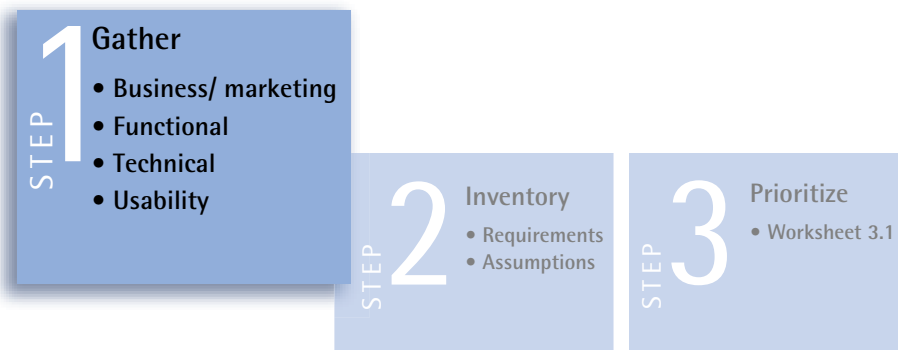 STEP 1
Gather
• Business/ marketing
• Functional
• Technical
• Usability
STEP 2
Inventory
• Requirements
• Assumptions
STEP 3
Prioritize
• Worksheet 3.1